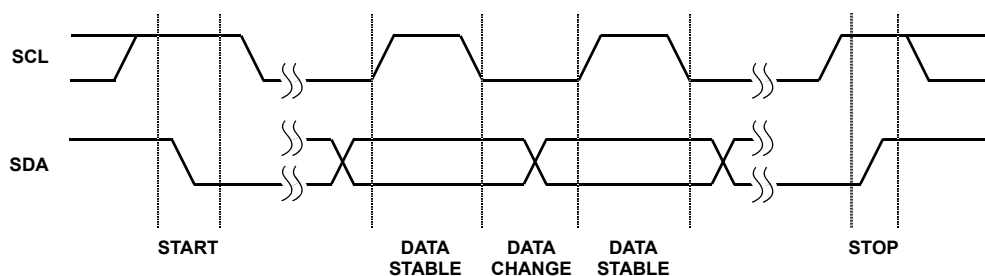 SCL
SDA
START
DATA
STABLE
DATA
CHANGE
DATA
STABLE
STOP